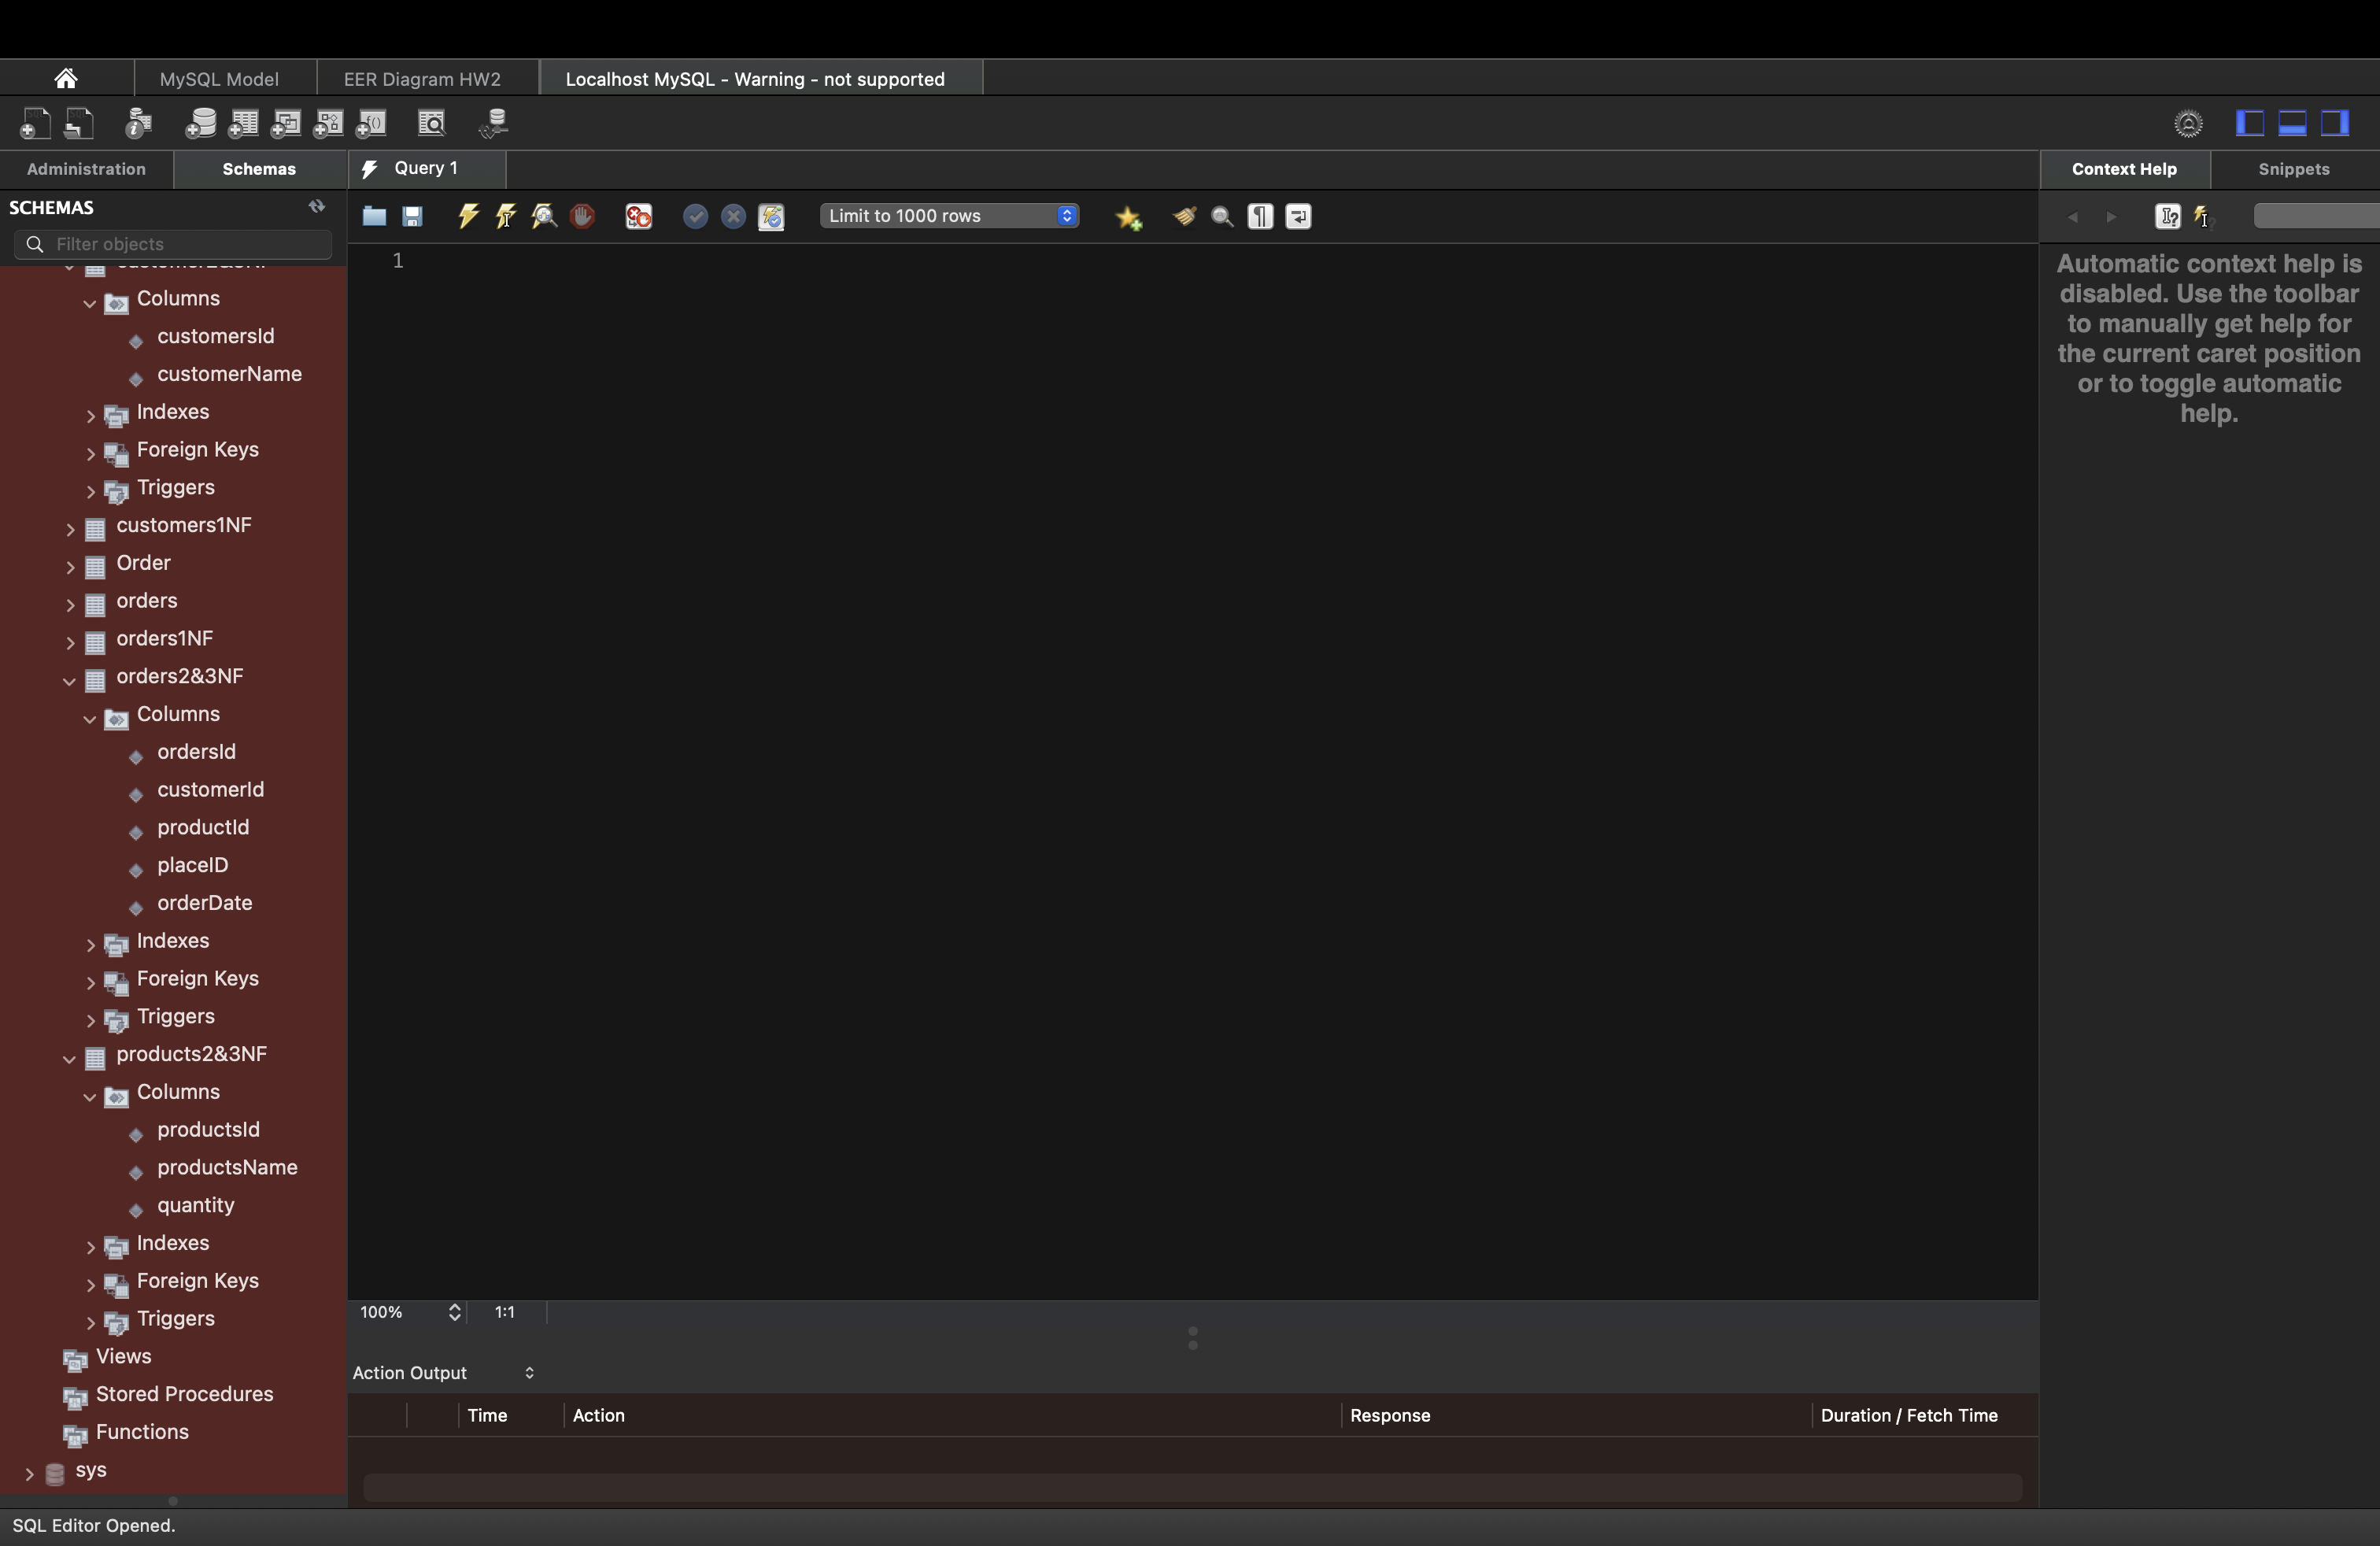 MySQL Model
EER Diagram HW2
Localhost MySQL - Warning - not supported
Administration
Schemas
Query 1
Context Help
Snippets
SCHEMAS
Filter objects
Limit to 1000 rows
1
Automatic context help is
disabled. Use the toolbar
to manually get help for
the current caret position
or to toggle automatic
help.
Columns
customersId
customerName
Indexes
Foreign Keys
Triggers
customers1NF
Order
orders
orders1NF
orders2&3NF
Columns
ordersId
customerId
productId
placeID
orderDate
Indexes
Foreign Keys
Triggers
products2&3NF
Columns
productsId
productsName
quantity
Indexes
Foreign Keys
Triggers
Views
Stored Procedures
Functions
sys
100%
1:1
Action Output
Time
Action
Response
Duration / Fetch Time
SQL Editor Opened.